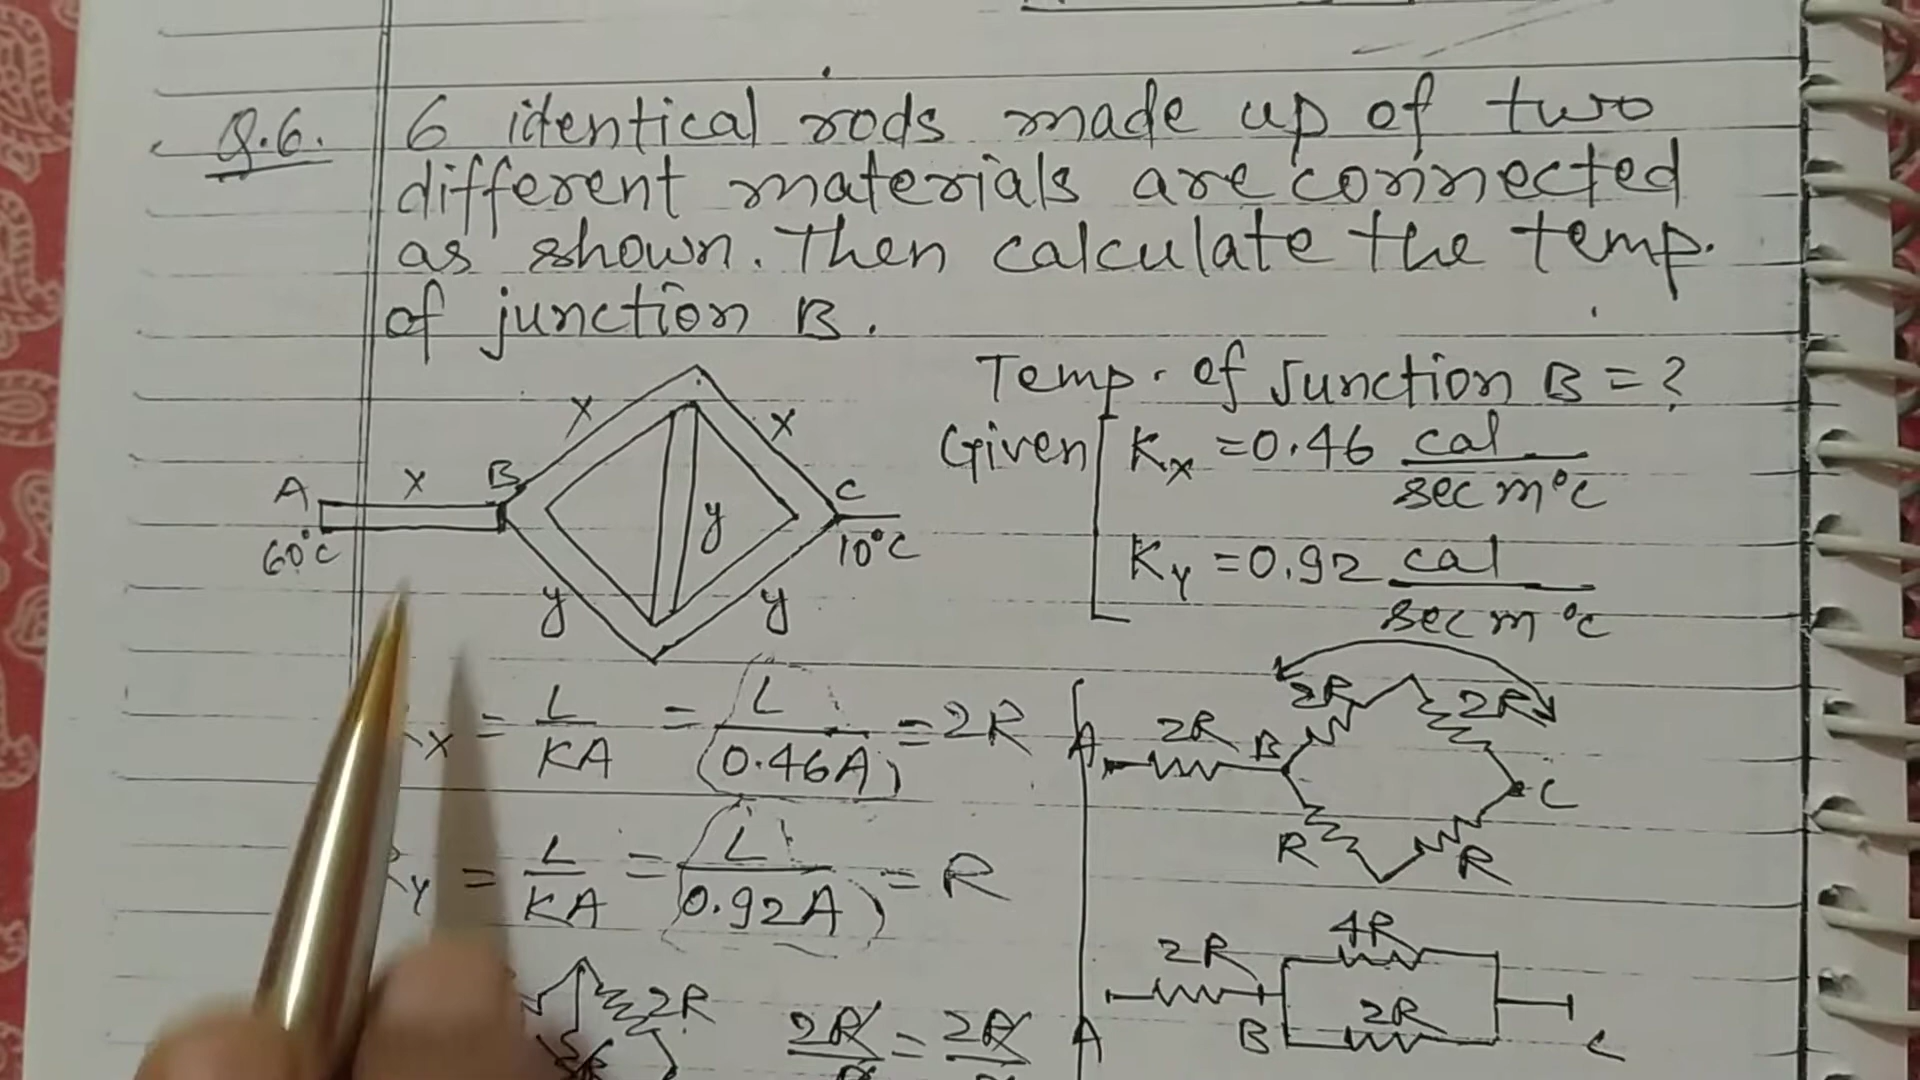 Q.6. 6 identical rods made up of two
different materials are connected
as shown. Then calculate the temp.
of junction B.
Temp. of Junction B = ?
Given
Kx = 0.46 cal / sec m°C
Ky = 0.92 cal / sec m°C
x x
A x B C
y
60°C 10°C
y y
x = L/KA = L/(0.46A) = 2R
Ry = L/KA = L/(0.92A) = R
2R 2R
A 2R B C
R R
2R 4R
A B 2R C
2R
2R = 2R